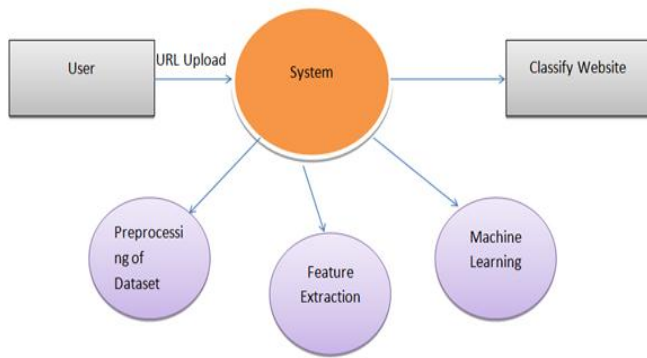 User
URL Upload
System
Classify Website
Preprocessi
ng of
Dataset
Feature
Extraction
Machine
Learning